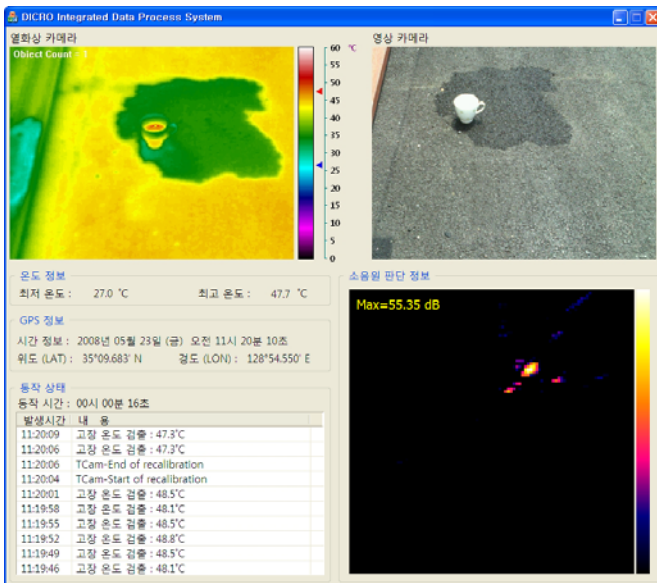 DICRO Integrated Data Process System
열화상 카메라
영상 카메라
Object Count = 1
60 ℃
55
50
45
40
35
30
25
20
15
10
5
0
온도 정보
최저 온도 : 27.0 ℃ 최고 온도 : 47.7 ℃
GPS 정보
시간 정보 : 2008년 05월 23일 (금) 오전 11시 20분 10초
위도 (LAT) : 35°09.683' N 경도 (LON) : 128°54.550' E
동작 상태
동작 시간 : 00시 00분 16초
발생시간 내 용
11:20:09 고장 온도 검출 : 47.3℃
11:20:06 고장 온도 검출 : 47.3℃
11:20:06 TCam-End of recalibration
11:20:04 TCam-Start of recalibration
11:20:01 고장 온도 검출 : 48.5℃
11:19:58 고장 온도 검출 : 48.1℃
11:19:55 고장 온도 검출 : 48.5℃
11:19:52 고장 온도 검출 : 48.8℃
11:19:49 고장 온도 검출 : 48.5℃
11:19:46 고장 온도 검출 : 48.1℃
소음원 판단 정보
Max=55.35 dB